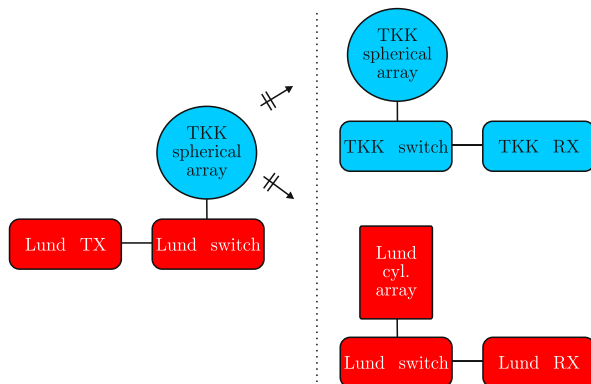 TKK
spherical
array
Lund TX
Lund switch
TKK
spherical
array
TKK switch
TKK RX
Lund
cyl.
array
Lund switch
Lund RX